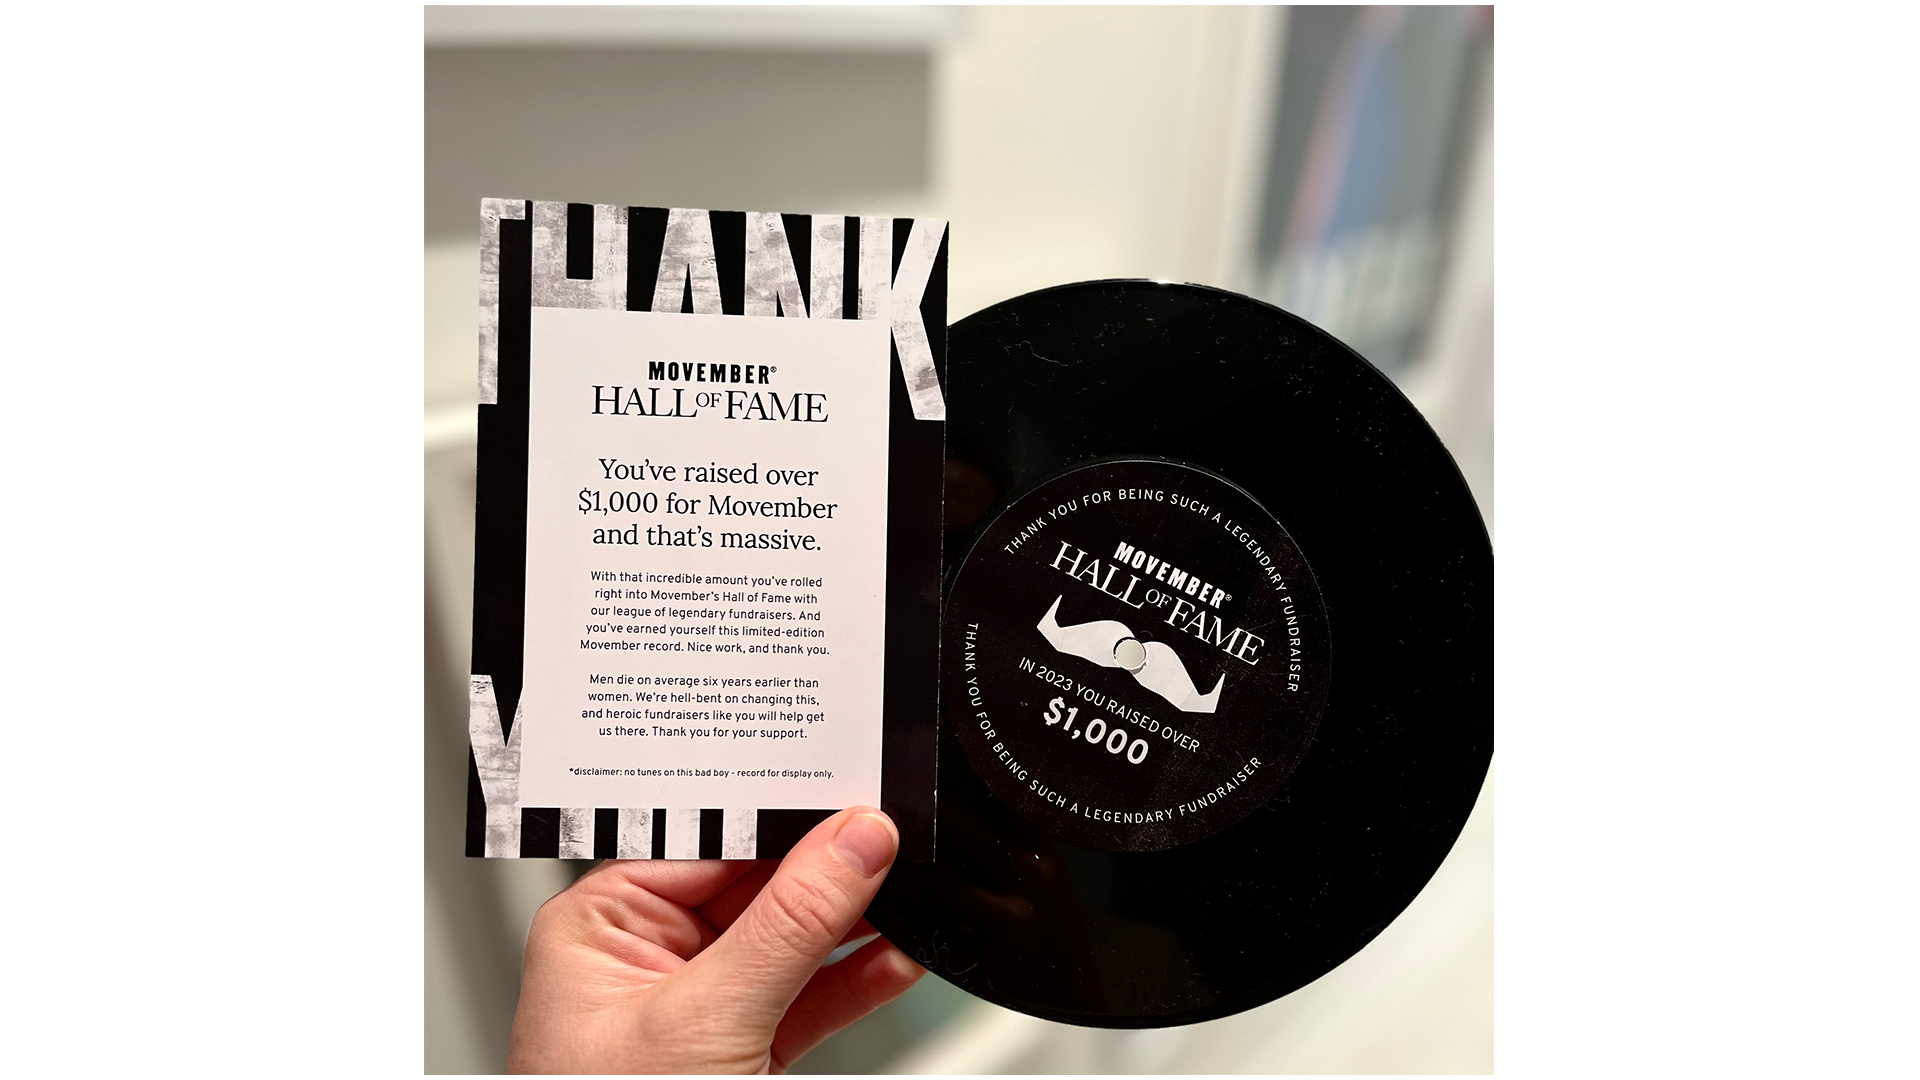 THANK
MOVEMBER®
HALL OF FAME
You've raised over
$1,000 for Movember
and that's massive.
With that incredible amount you've rolled
right into Movember's Hall of Fame with
our league of legendary fundraisers. And
you've earned yourself this limited-edition
Movember record. Nice work, and thank you.
Men die on average six years earlier than
women. We're hell-bent on changing this,
and heroic fundraisers like you will help get
us there. Thank you for your support.
*disclaimer: no tunes on this bad boy - record for display only.
THANK YOU FOR BEING SUCH A LEGENDARY FUNDRAISER
MOVEMBER®
HALL OF FAME
IN 2023 YOU RAISED OVER
$1,000
THANK YOU FOR BEING SUCH A LEGENDARY FUNDRAISER